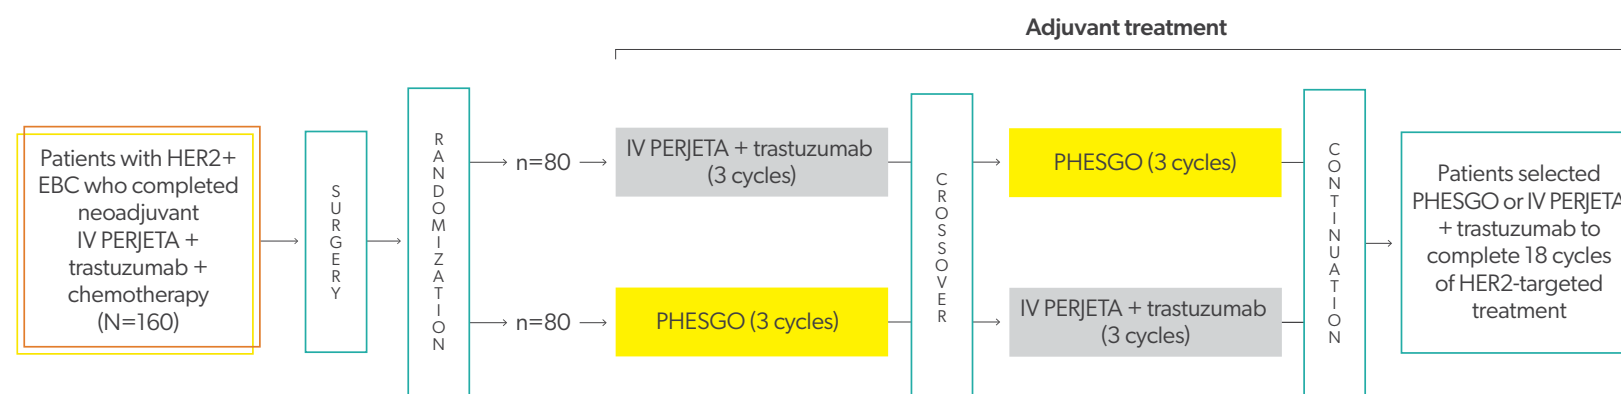 Adjuvant treatment
Patients with HER2+
EBC who completed
neoadjuvant
IV PERJETA +
trastuzumab +
chemotherapy
(N=160)
SURGERY
RANDOMIZATION
n=80
IV PERJETA + trastuzumab
(3 cycles)
n=80
PHESGO (3 cycles)
CROSSOVER
PHESGO (3 cycles)
IV PERJETA + trastuzumab
(3 cycles)
CONTINUATION
Patients selected
PHESGO or IV PERJETA
+ trastuzumab to
complete 18 cycles
of HER2-targeted
treatment